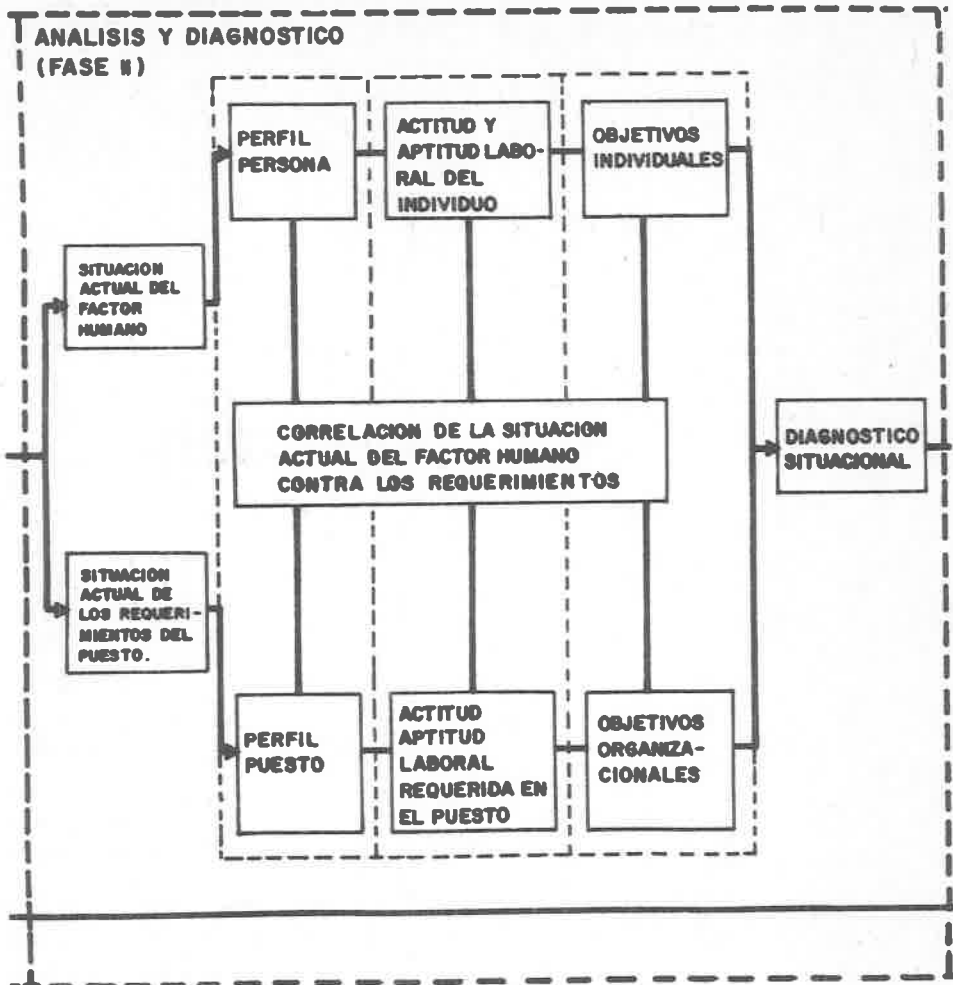 ANALISIS Y DIAGNOSTICO
(FASE II)
PERFIL
PERSONA
ACTITUD Y
APTITUD LABO-
RAL DEL
INDIVIDUO
OBJETIVOS
INDIVIDUALES
SITUACION
ACTUAL DEL
FACTOR
HUMANO
CORRELACION DE LA SITUACION
ACTUAL DEL FACTOR HUMANO
CONTRA LOS REQUERIMIENTOS
DIAGNOSTICO
SITUACIONAL
SITUACION
ACTUAL DE
LOS REQUERI-
MIENTOS DEL
PUESTO.
PERFIL
PUESTO
ACTITUD
APTITUD
LABORAL
REQUERIDA EN
EL PUESTO
OBJETIVOS
ORGANIZA-
CIONALES